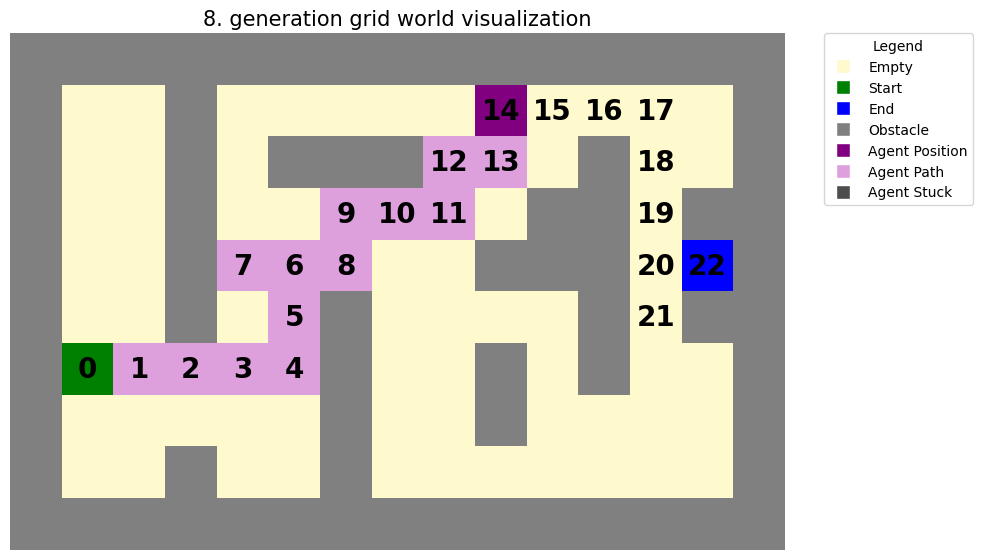 8. generation grid world visualization
14 15 16 17
12 13 18
9 10 11 19
7 6 8 20 22
5 21
0 1 2 3 4
Legend
Empty
Start
End
Obstacle
Agent Position
Agent Path
Agent Stuck